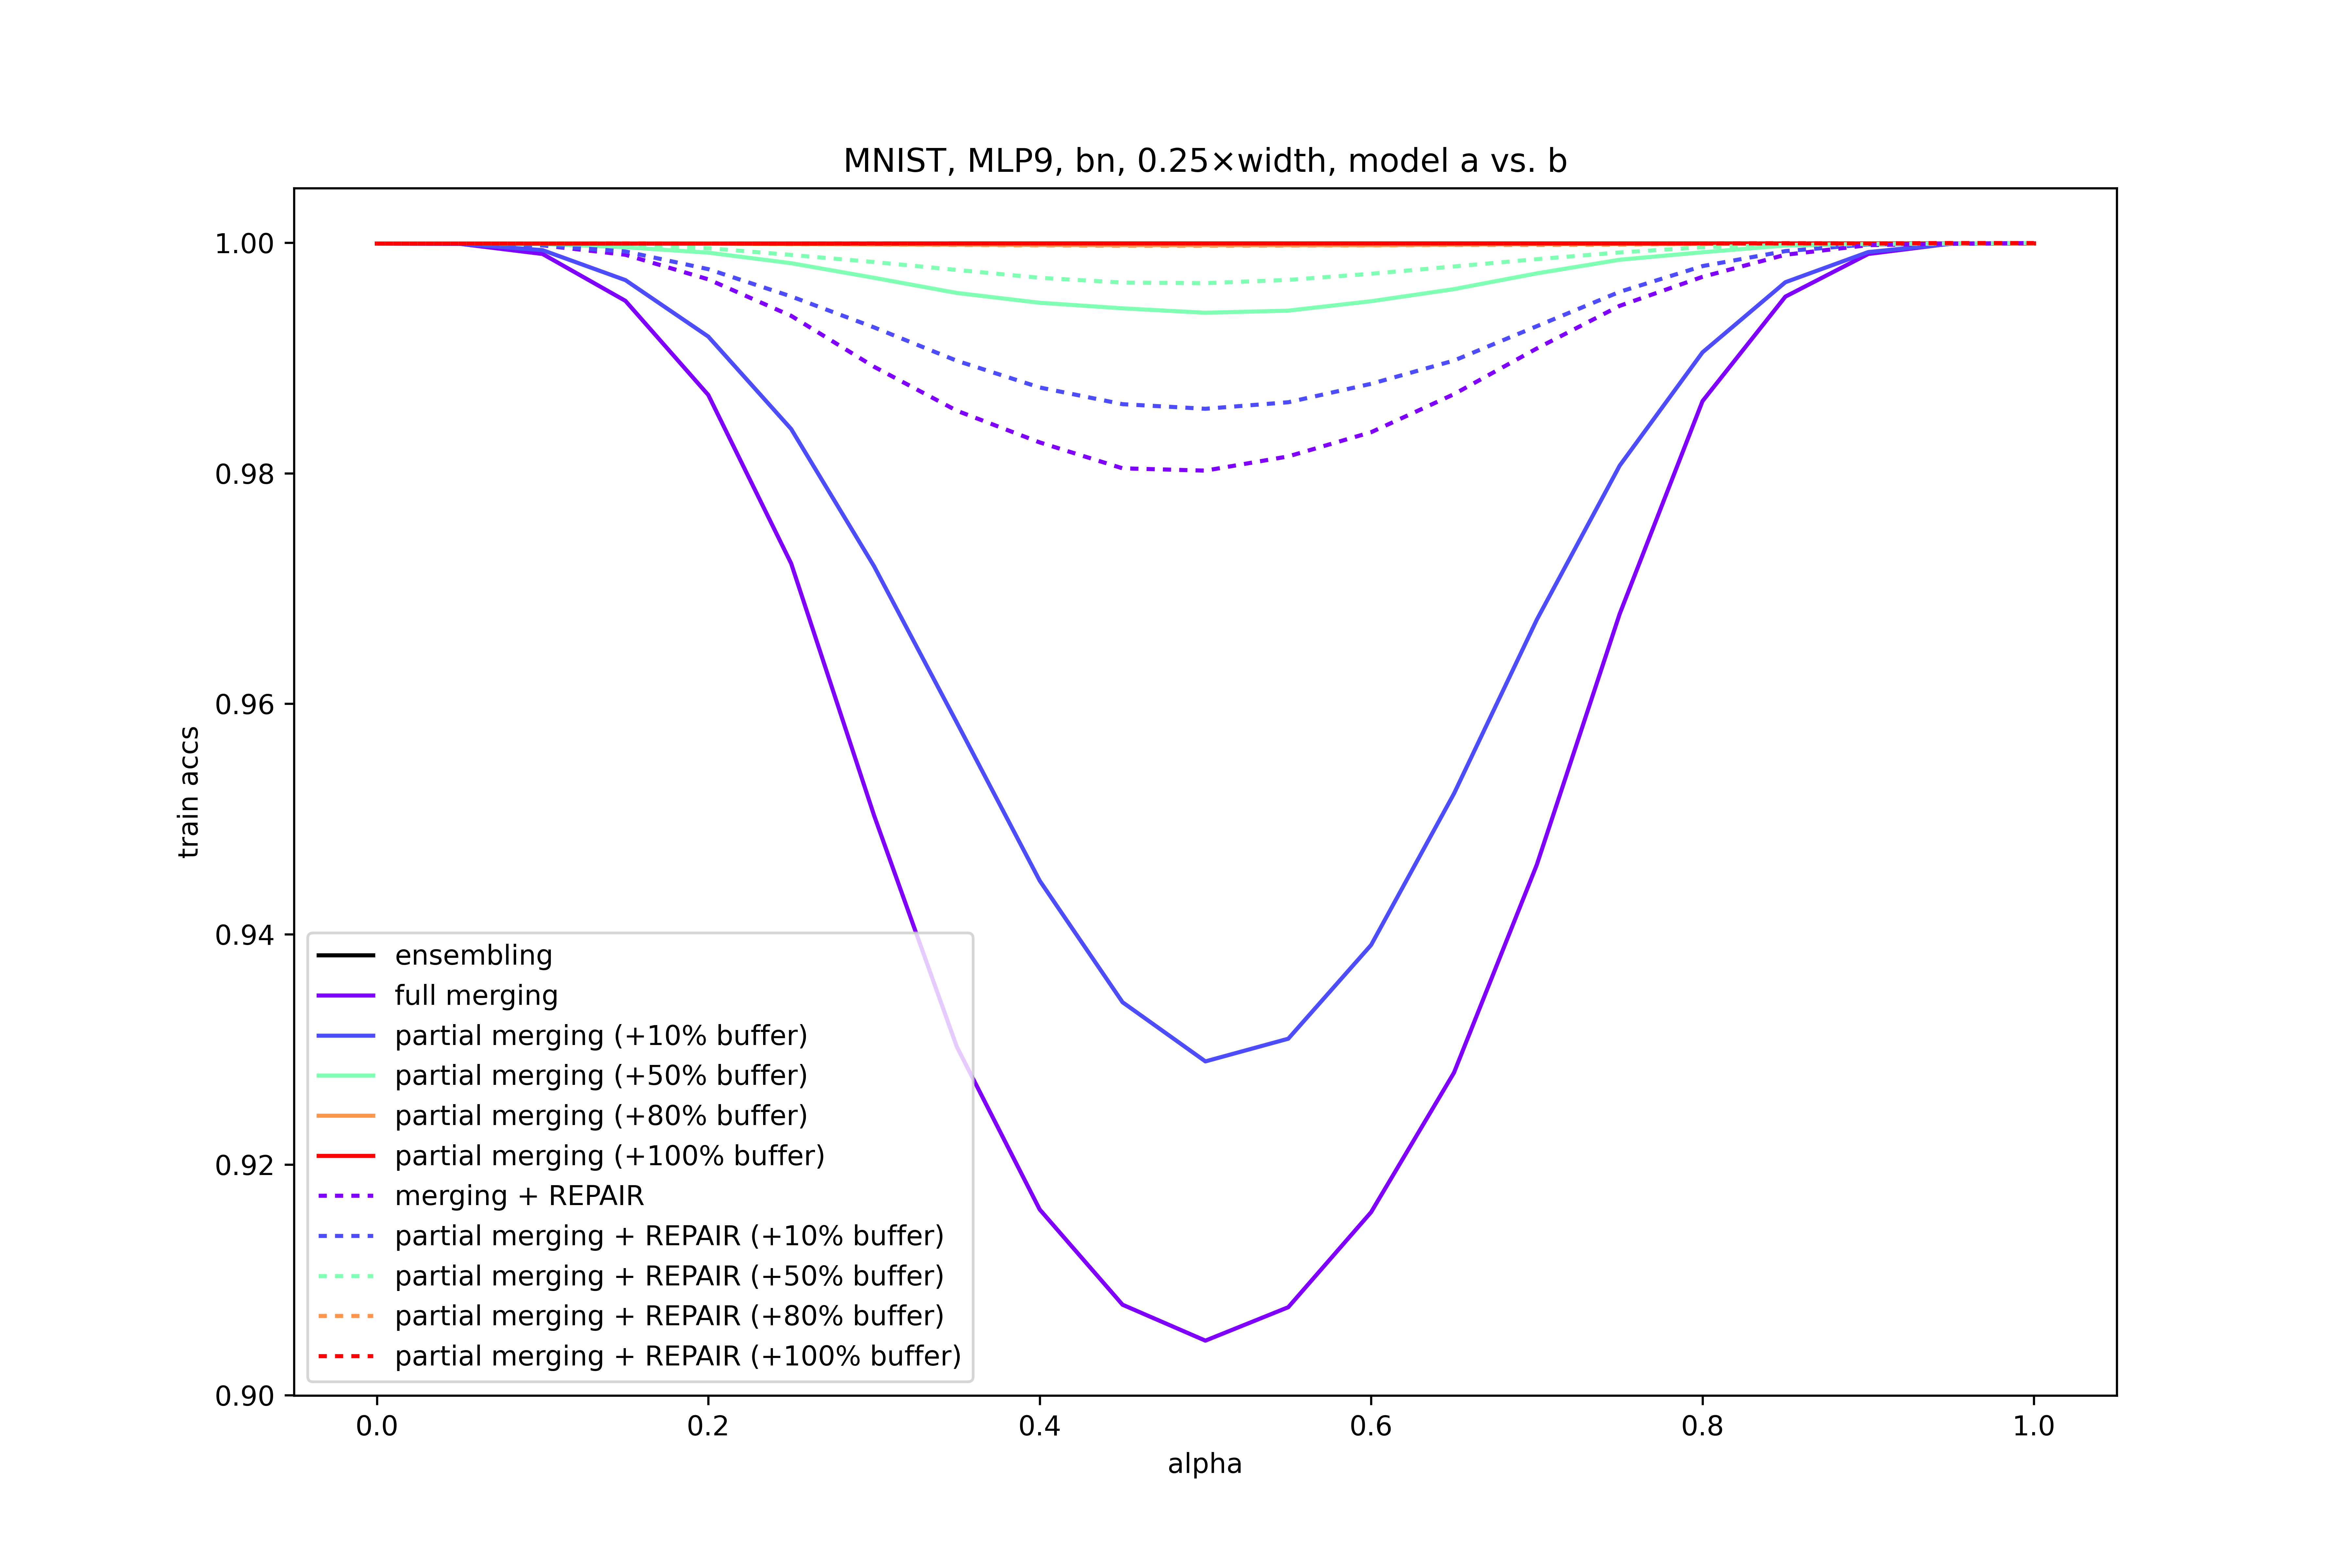 MNIST, MLP9, bn, 0.25×width, model a vs. b
1.00
0.98
0.96
0.94
0.92
0.90
train accs
ensembling
full merging
partial merging (+10% buffer)
partial merging (+50% buffer)
partial merging (+80% buffer)
partial merging (+100% buffer)
merging + REPAIR
partial merging + REPAIR (+10% buffer)
partial merging + REPAIR (+50% buffer)
partial merging + REPAIR (+80% buffer)
partial merging + REPAIR (+100% buffer)
0.0 0.2 0.4 0.6 0.8 1.0
alpha